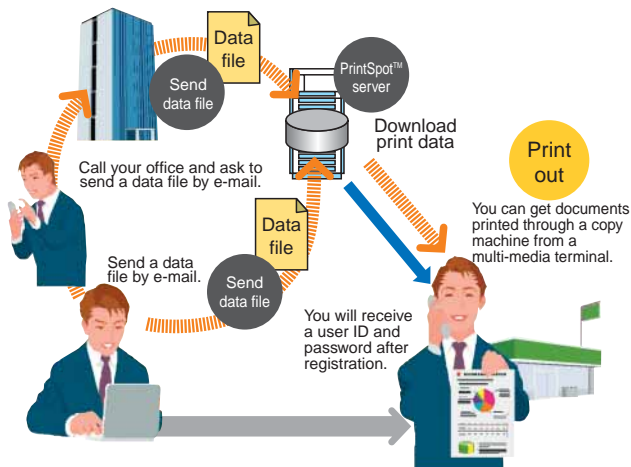 Data
file
Send
data file
PrintSpot™
server
Download
print data
Print
out
Call your office and ask to
send a data file by e-mail.
You can get documents
printed through a copy
machine from a
multi-media terminal.
Data
file
Send a data
file by e-mail.
Send
data file
You will receive
a user ID and
password after
registration.